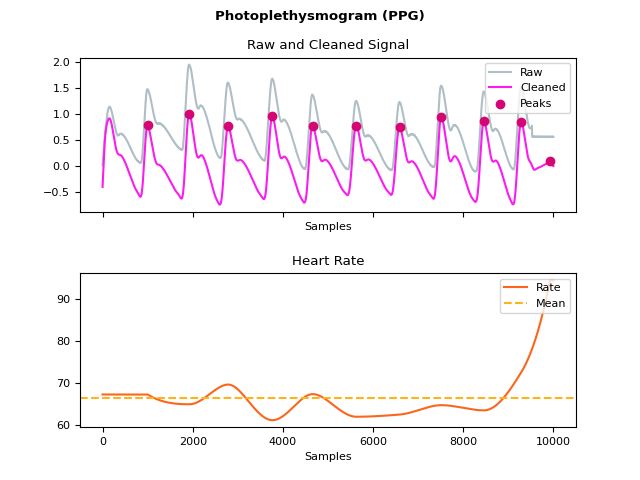 Photoplethysmogram (PPG)
Raw and Cleaned Signal
2.0
1.5
1.0
0.5
0.0
−0.5
Raw
Cleaned
Peaks
Samples
Heart Rate
90
80
70
60
Rate
Mean
0 2000 4000 6000 8000 10000
Samples